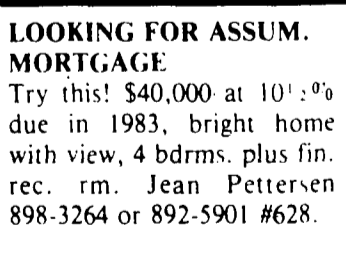 LOOKING FOR ASSUM.
MORTGAGE
Try this! $40,000 at 10½%
due in 1983, bright home
with view, 4 bdrms. plus fin.
rec. rm. Jean Pettersen
898-3264 or 892-5901 #628.